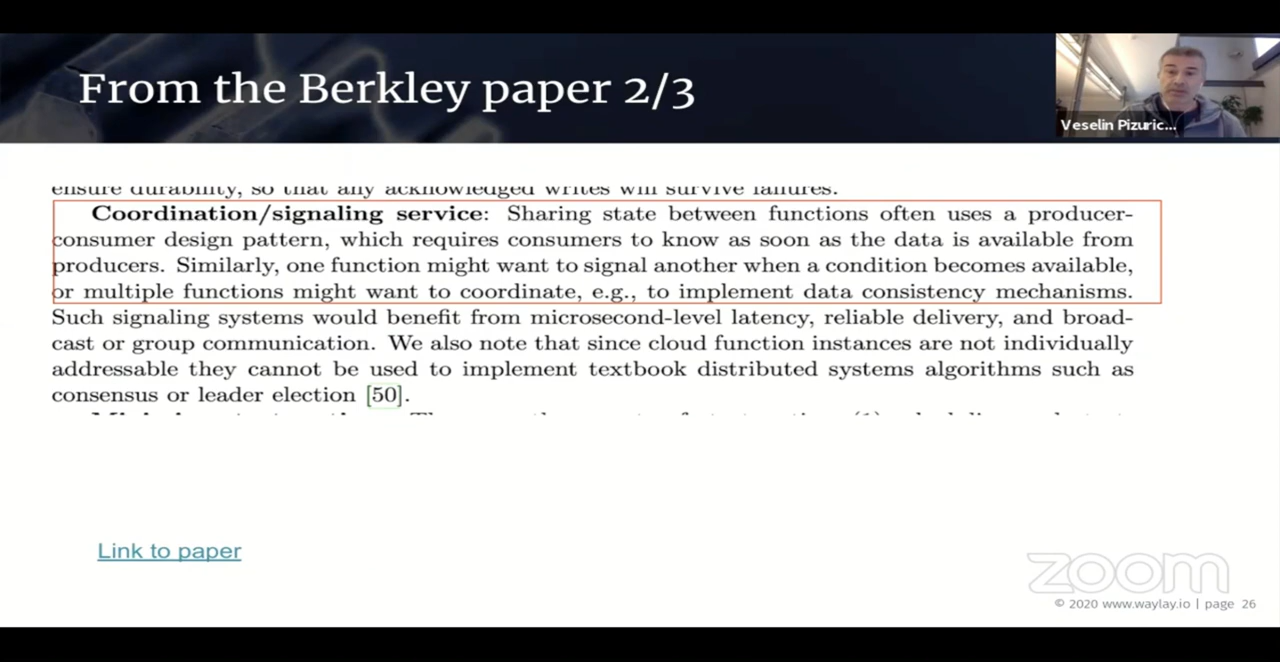 From the Berkley paper 2/3
Veselin Pizuric...
ensure durability, so that any acknowledged writes will survive failures.
Coordination/signaling service: Sharing state between functions often uses a producer-
consumer design pattern, which requires consumers to know as soon as the data is available from
producers. Similarly, one function might want to signal another when a condition becomes available,
or multiple functions might want to coordinate, e.g., to implement data consistency mechanisms.
Such signaling systems would benefit from microsecond-level latency, reliable delivery, and broad-
cast or group communication. We also note that since cloud function instances are not individually
addressable they cannot be used to implement textbook distributed systems algorithms such as
consensus or leader election [50].
Link to paper
zoom
© 2020 www.waylay.io | page 26